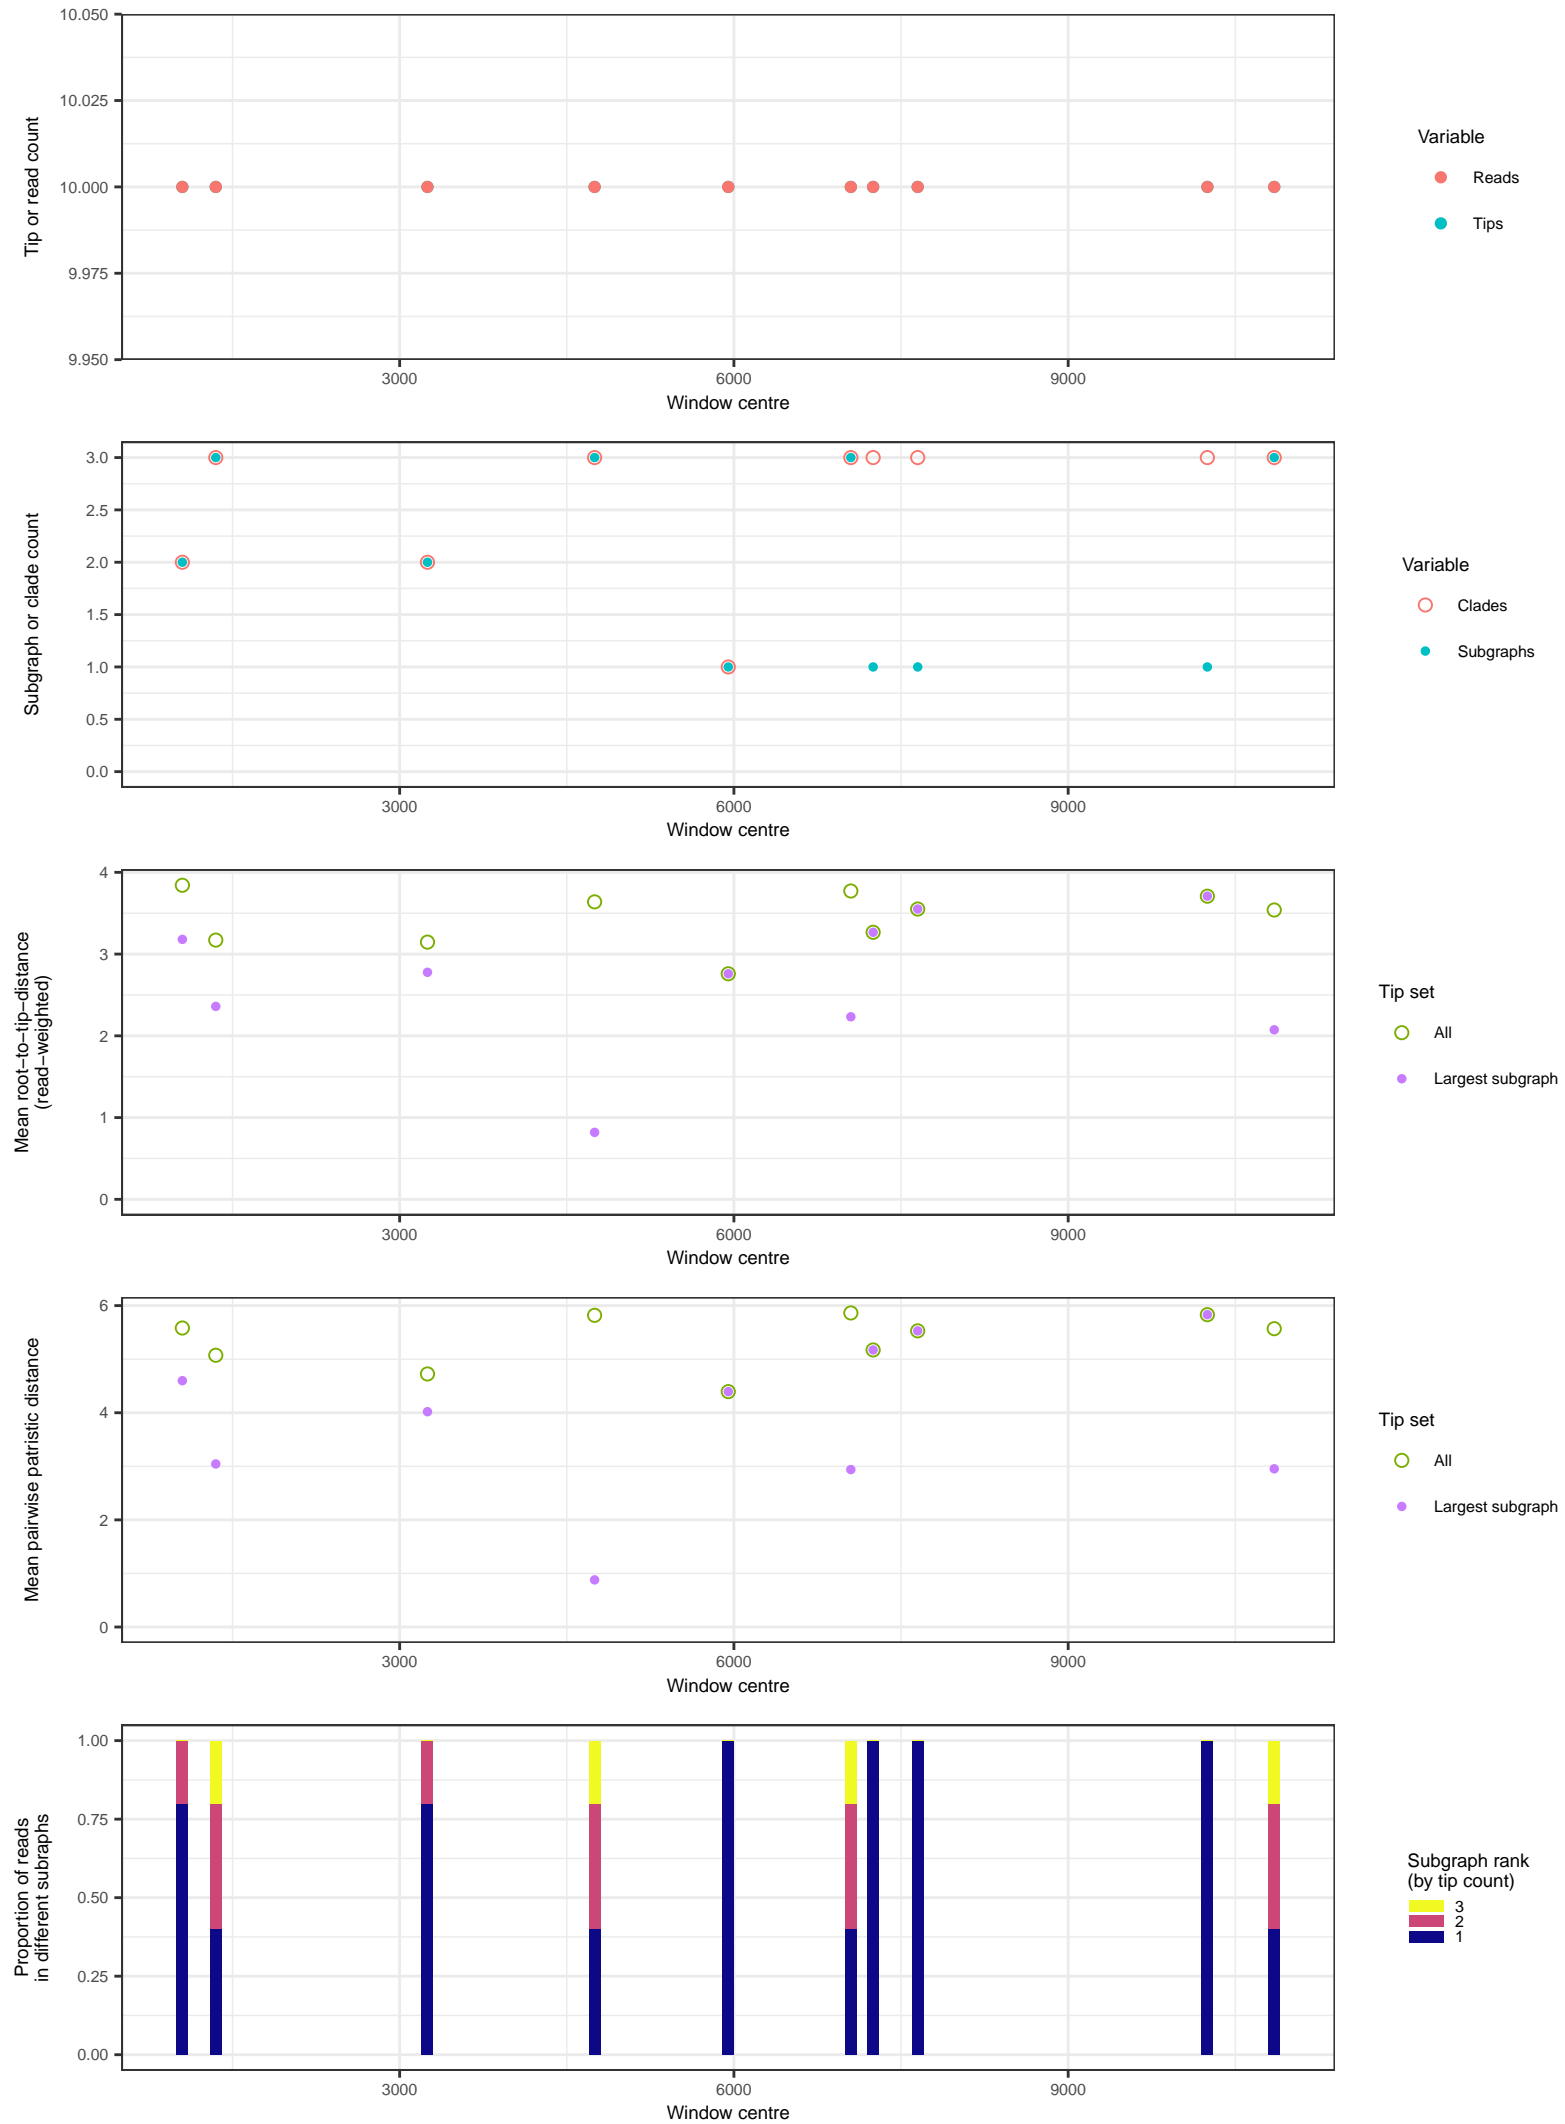 10.050
10.025
10.000
9.975
9.950
Tip or read count
3000
6000
9000
Window centre
Variable
Reads
Tips
3.0
2.5
2.0
1.5
1.0
0.5
0.0
Subgraph or clade count
3000
6000
9000
Window centre
Variable
Clades
Subgraphs
4
3
2
1
0
Mean root−to−tip−distance
(read−weighted)
3000
6000
9000
Window centre
Tip set
All
Largest subgraph
6
4
2
0
Mean pairwise patristic distance
3000
6000
9000
Window centre
Tip set
All
Largest subgraph
1.00
0.75
0.50
0.25
0.00
Proportion of reads
in different subraphs
3000
6000
9000
Window centre
Subgraph rank
(by tip count)
3
2
1